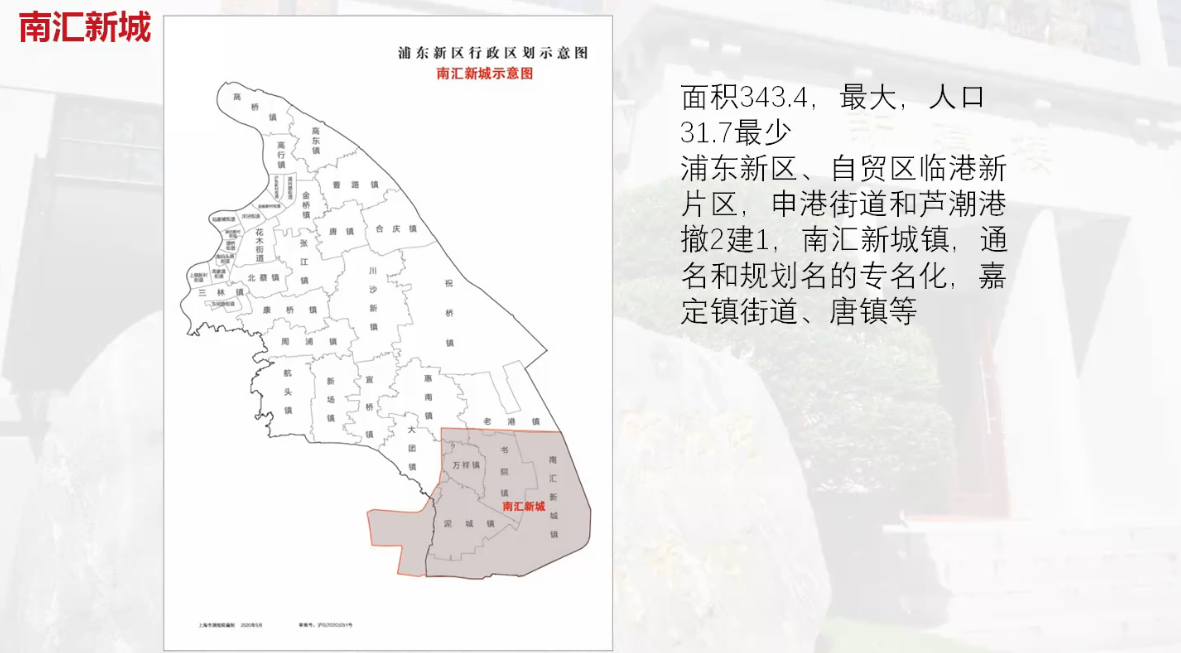 南汇新城
浦东新区行政区划示意图
南汇新城示意图
高桥镇
高东镇
高行镇
曹路镇
金桥镇
唐镇
合庆镇
花木街道
张江镇
北蔡镇
川沙新镇
祝桥镇
三林镇
康桥镇
周浦镇
航头镇
新场镇
宣桥镇
惠南镇
老港镇
大团镇
万祥镇
书院镇
南汇新城镇
南汇新城
泥城镇
面积343.4，最大，人口
31.7最少
浦东新区、自贸区临港新
片区，申港街道和芦潮港
撤2建1，南汇新城镇，通
名和规划名的专名化，嘉
定镇街道、唐镇等